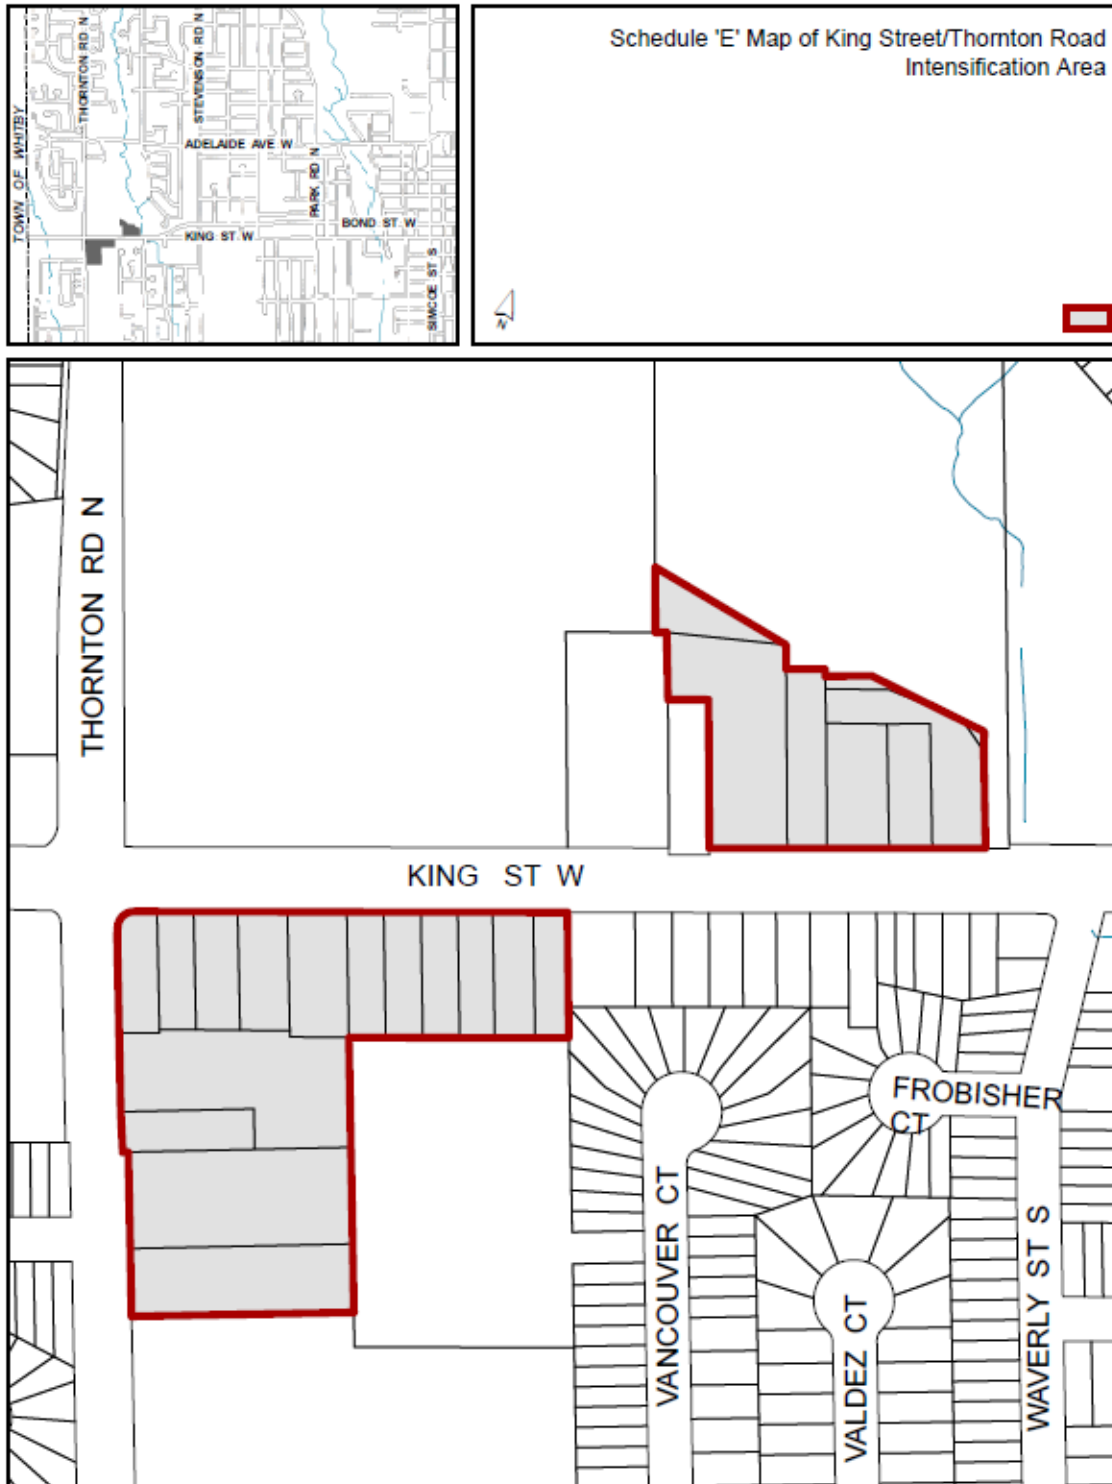 Schedule 'E' Map of King Street/Thornton Road
Intensification Area
THORNTON RD N
STEVENSON RD N
TOWN OF WHITBY
ADELAIDE AVE W
PARK RD N
BOND ST W
KING ST W
SIMCOE ST S
N
THORNTON RD N
KING ST W
FROBISHER
CT
VANCOUVER CT
VALDEZ CT
WAVERLY ST S